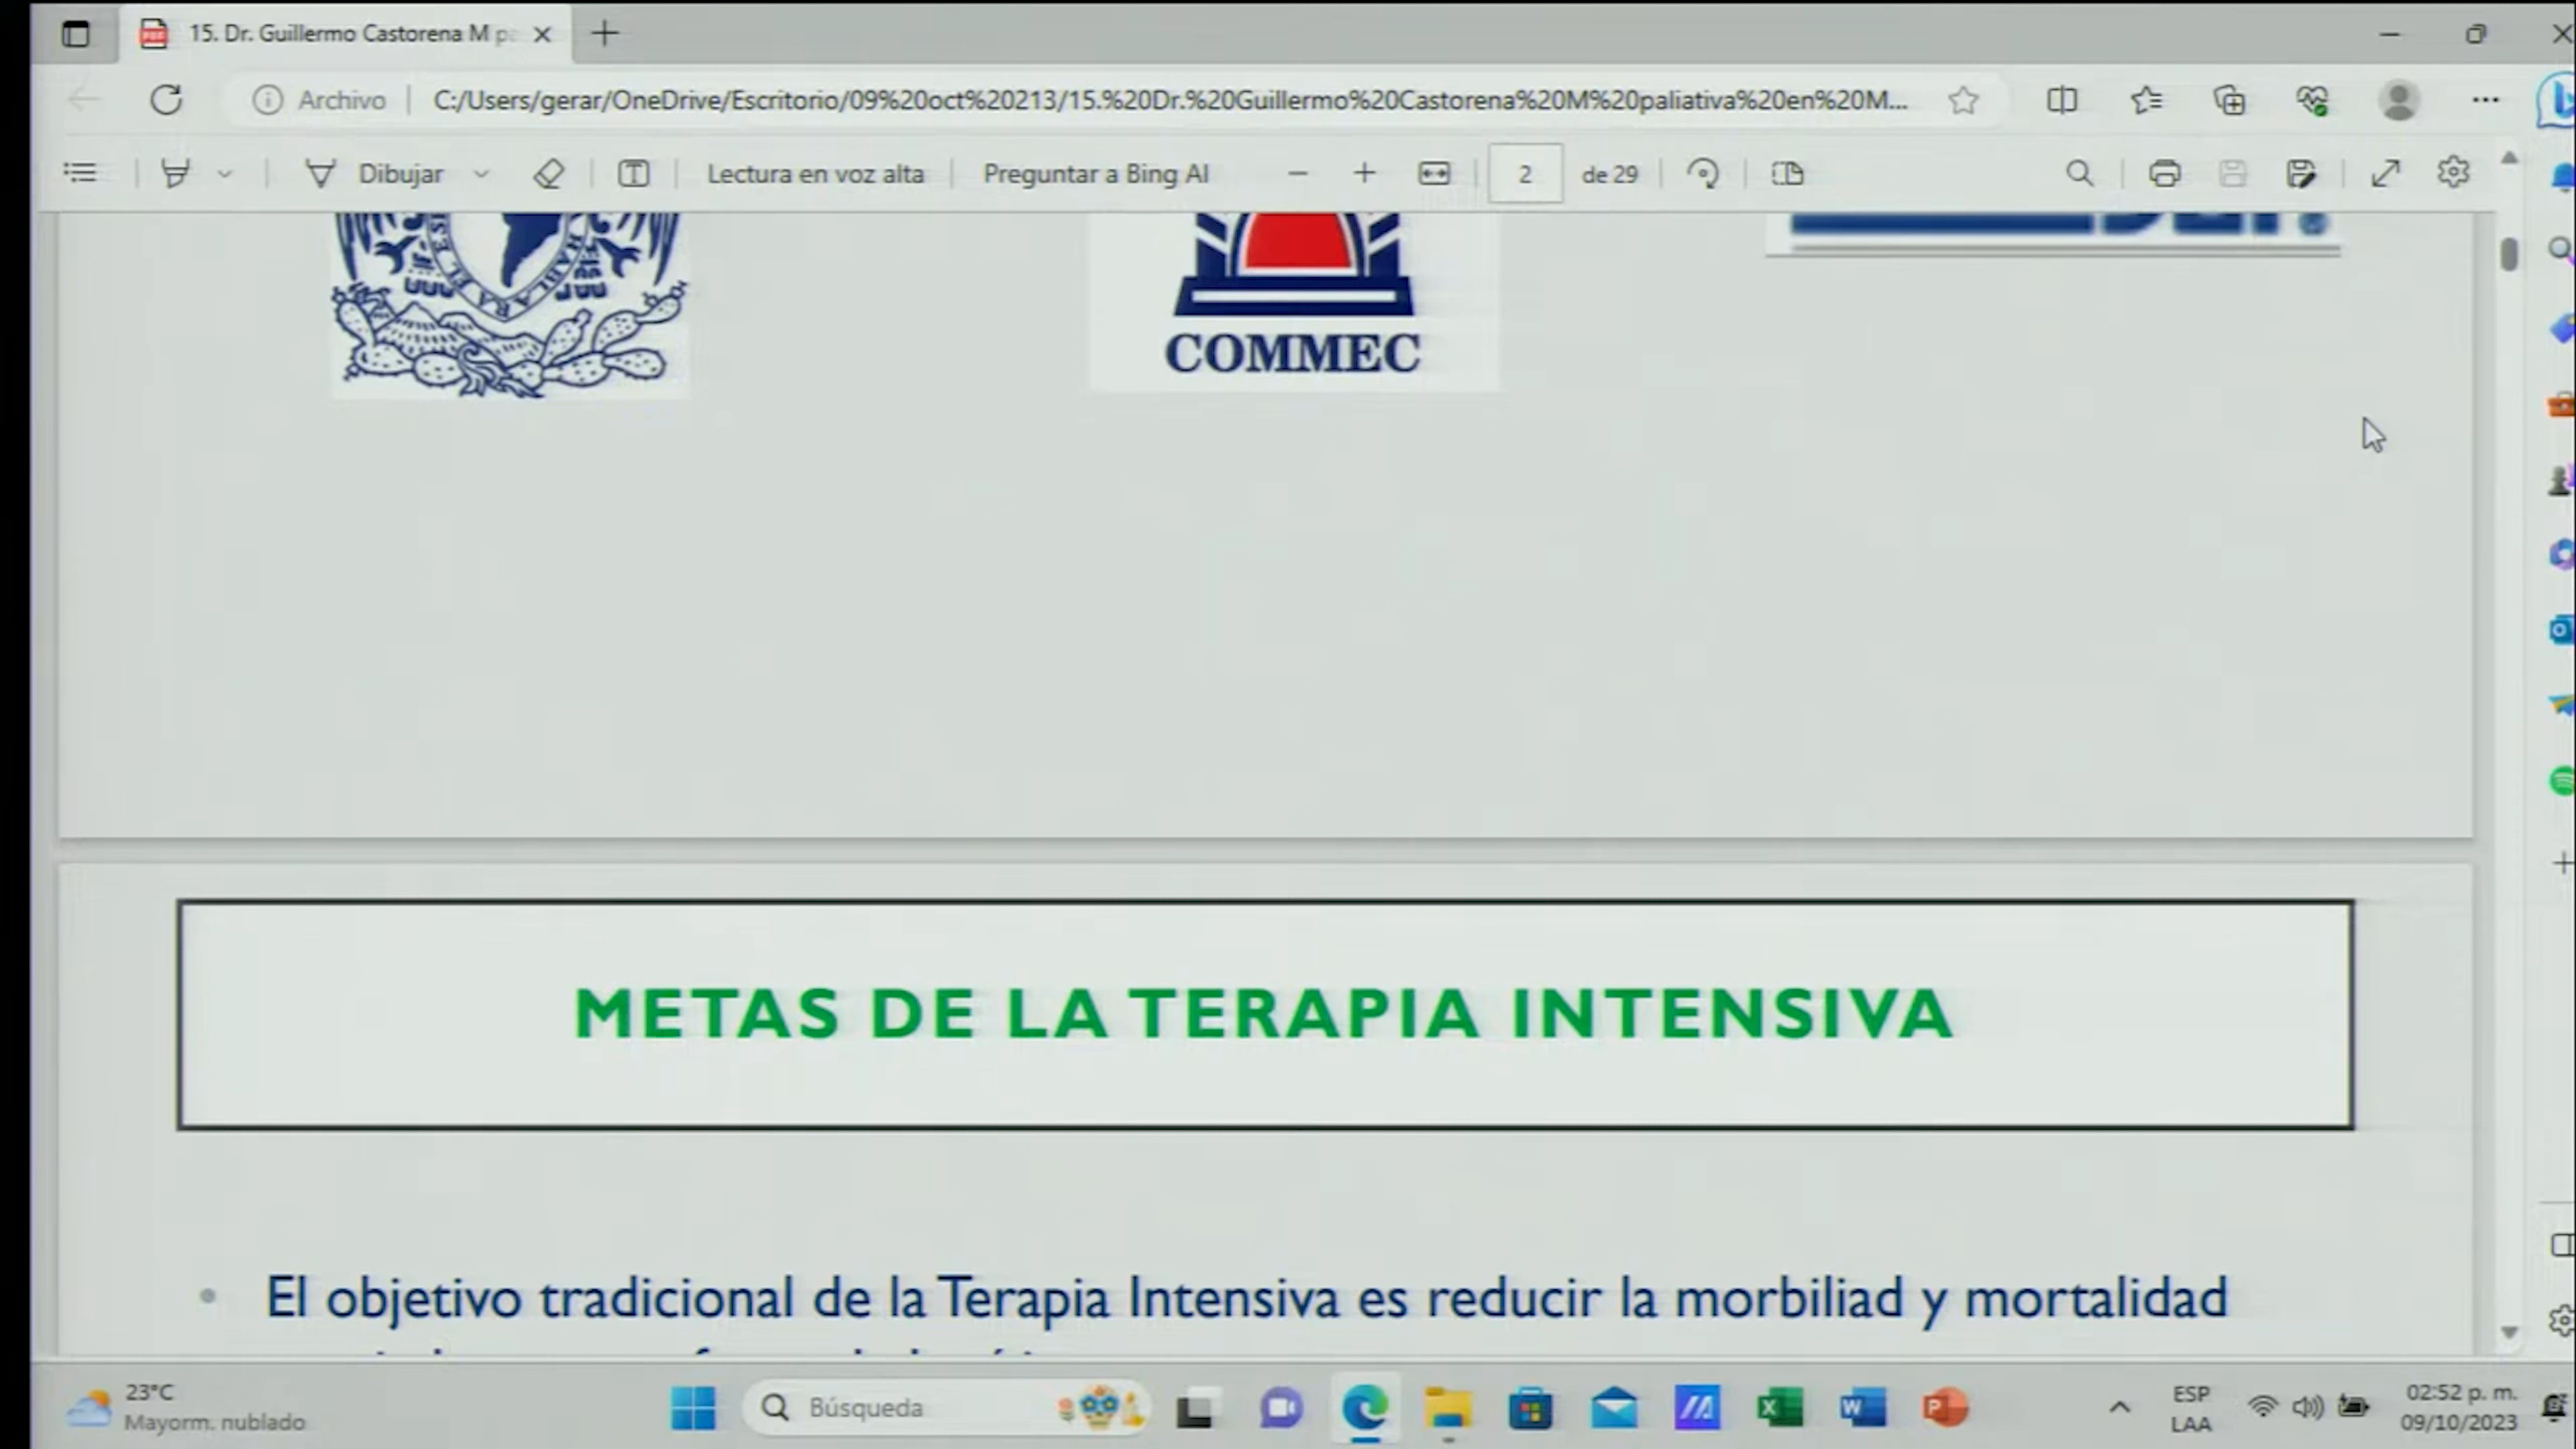 15. Dr. Guillermo Castorena M
Archivo
C:/Users/gerar/OneDrive/Escritorio/09%20oct%20213/15.%20Dr.%20Guillermo%20Castorena%20M%20paliativa%20en%20M...
Dibujar
Lectura en voz alta
Preguntar a Bing AI
2
de 29
HABLARA EL ES
COMMEC
METAS DE LA TERAPIA INTENSIVA
• El objetivo tradicional de la Terapia Intensiva es reducir la morbiliad y mortalidad
23°C
Mayorm. nublado
Búsqueda
ESP
LAA
02:52 p. m.
09/10/2023